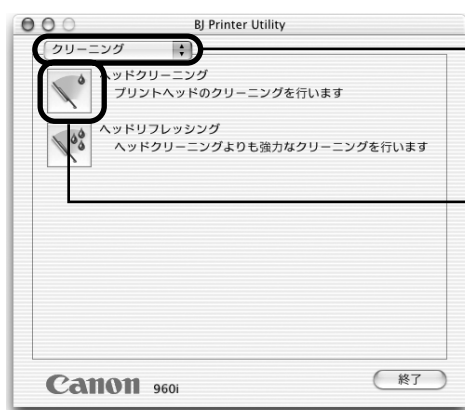 BJ Printer Utility
クリーニング
ヘッドクリーニング
プリントヘッドのクリーニングを行います
ヘッドリフレッシング
ヘッドクリーニングよりも強力なクリーニングを行います
Canon 960i
終了